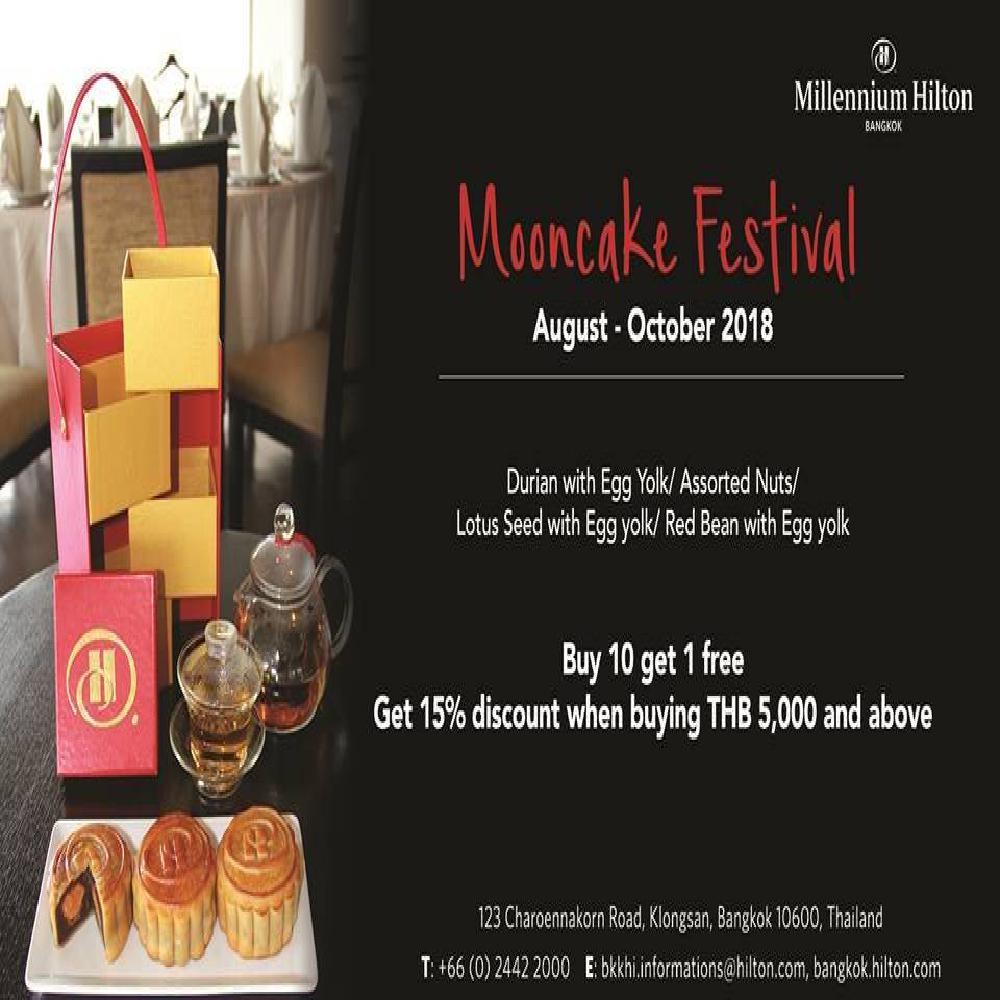 Millennium Hilton
BANGKOK
Mooncake Festival
August - October 2018
Durian with Egg Yolk/ Assorted Nuts/
Lotus Seed with Egg yolk/ Red Bean with Egg yolk
Buy 10 get 1 free
Get 15% discount when buying THB 5,000 and above
123 Charoennakorn Road, Klongsan, Bangkok 10600, Thailand
T: +66 (0) 2442 2000 E: bkkhi.informations@hilton.com, bangkok.hilton.com